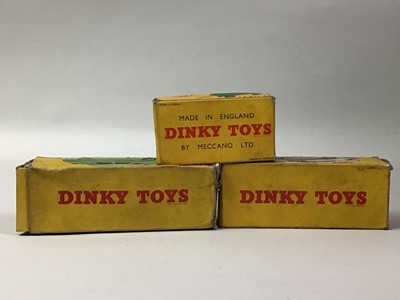 MADE IN ENGLAND
DINKY TOYS
BY MECCANO LTD.
DINKY TOYS
DINKY TOYS